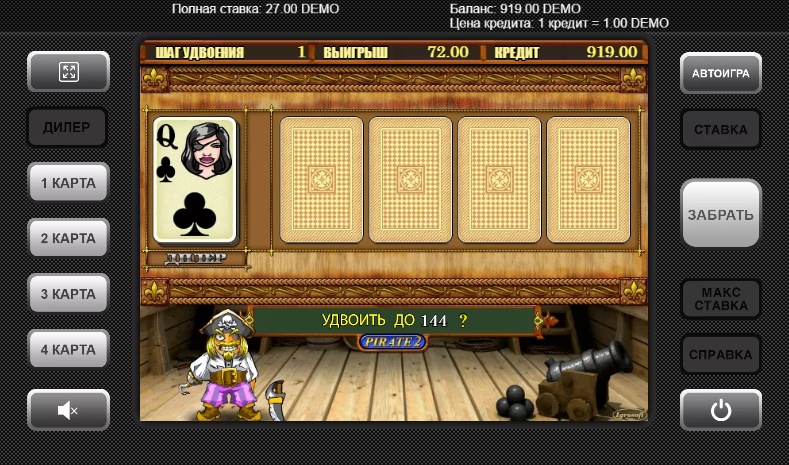 Полная ставка: 27.00 DEMO
Баланс: 919.00 DEMO
Цена кредита: 1 кредит = 1.00 DEMO
ШАГ УДВОЕНИЯ 1 ВЫИГРЫШ 72.00 КРЕДИТ 919.00
АВТОИГРА
ДИЛЕР
СТАВКА
Q
1 КАРТА
2 КАРТА
ЗАБРАТЬ
3 КАРТА
МАКС
СТАВКА
УДВОИТЬ ДО 144 ?
PIRATE 2
4 КАРТА
СПРАВКА
Igrosoft